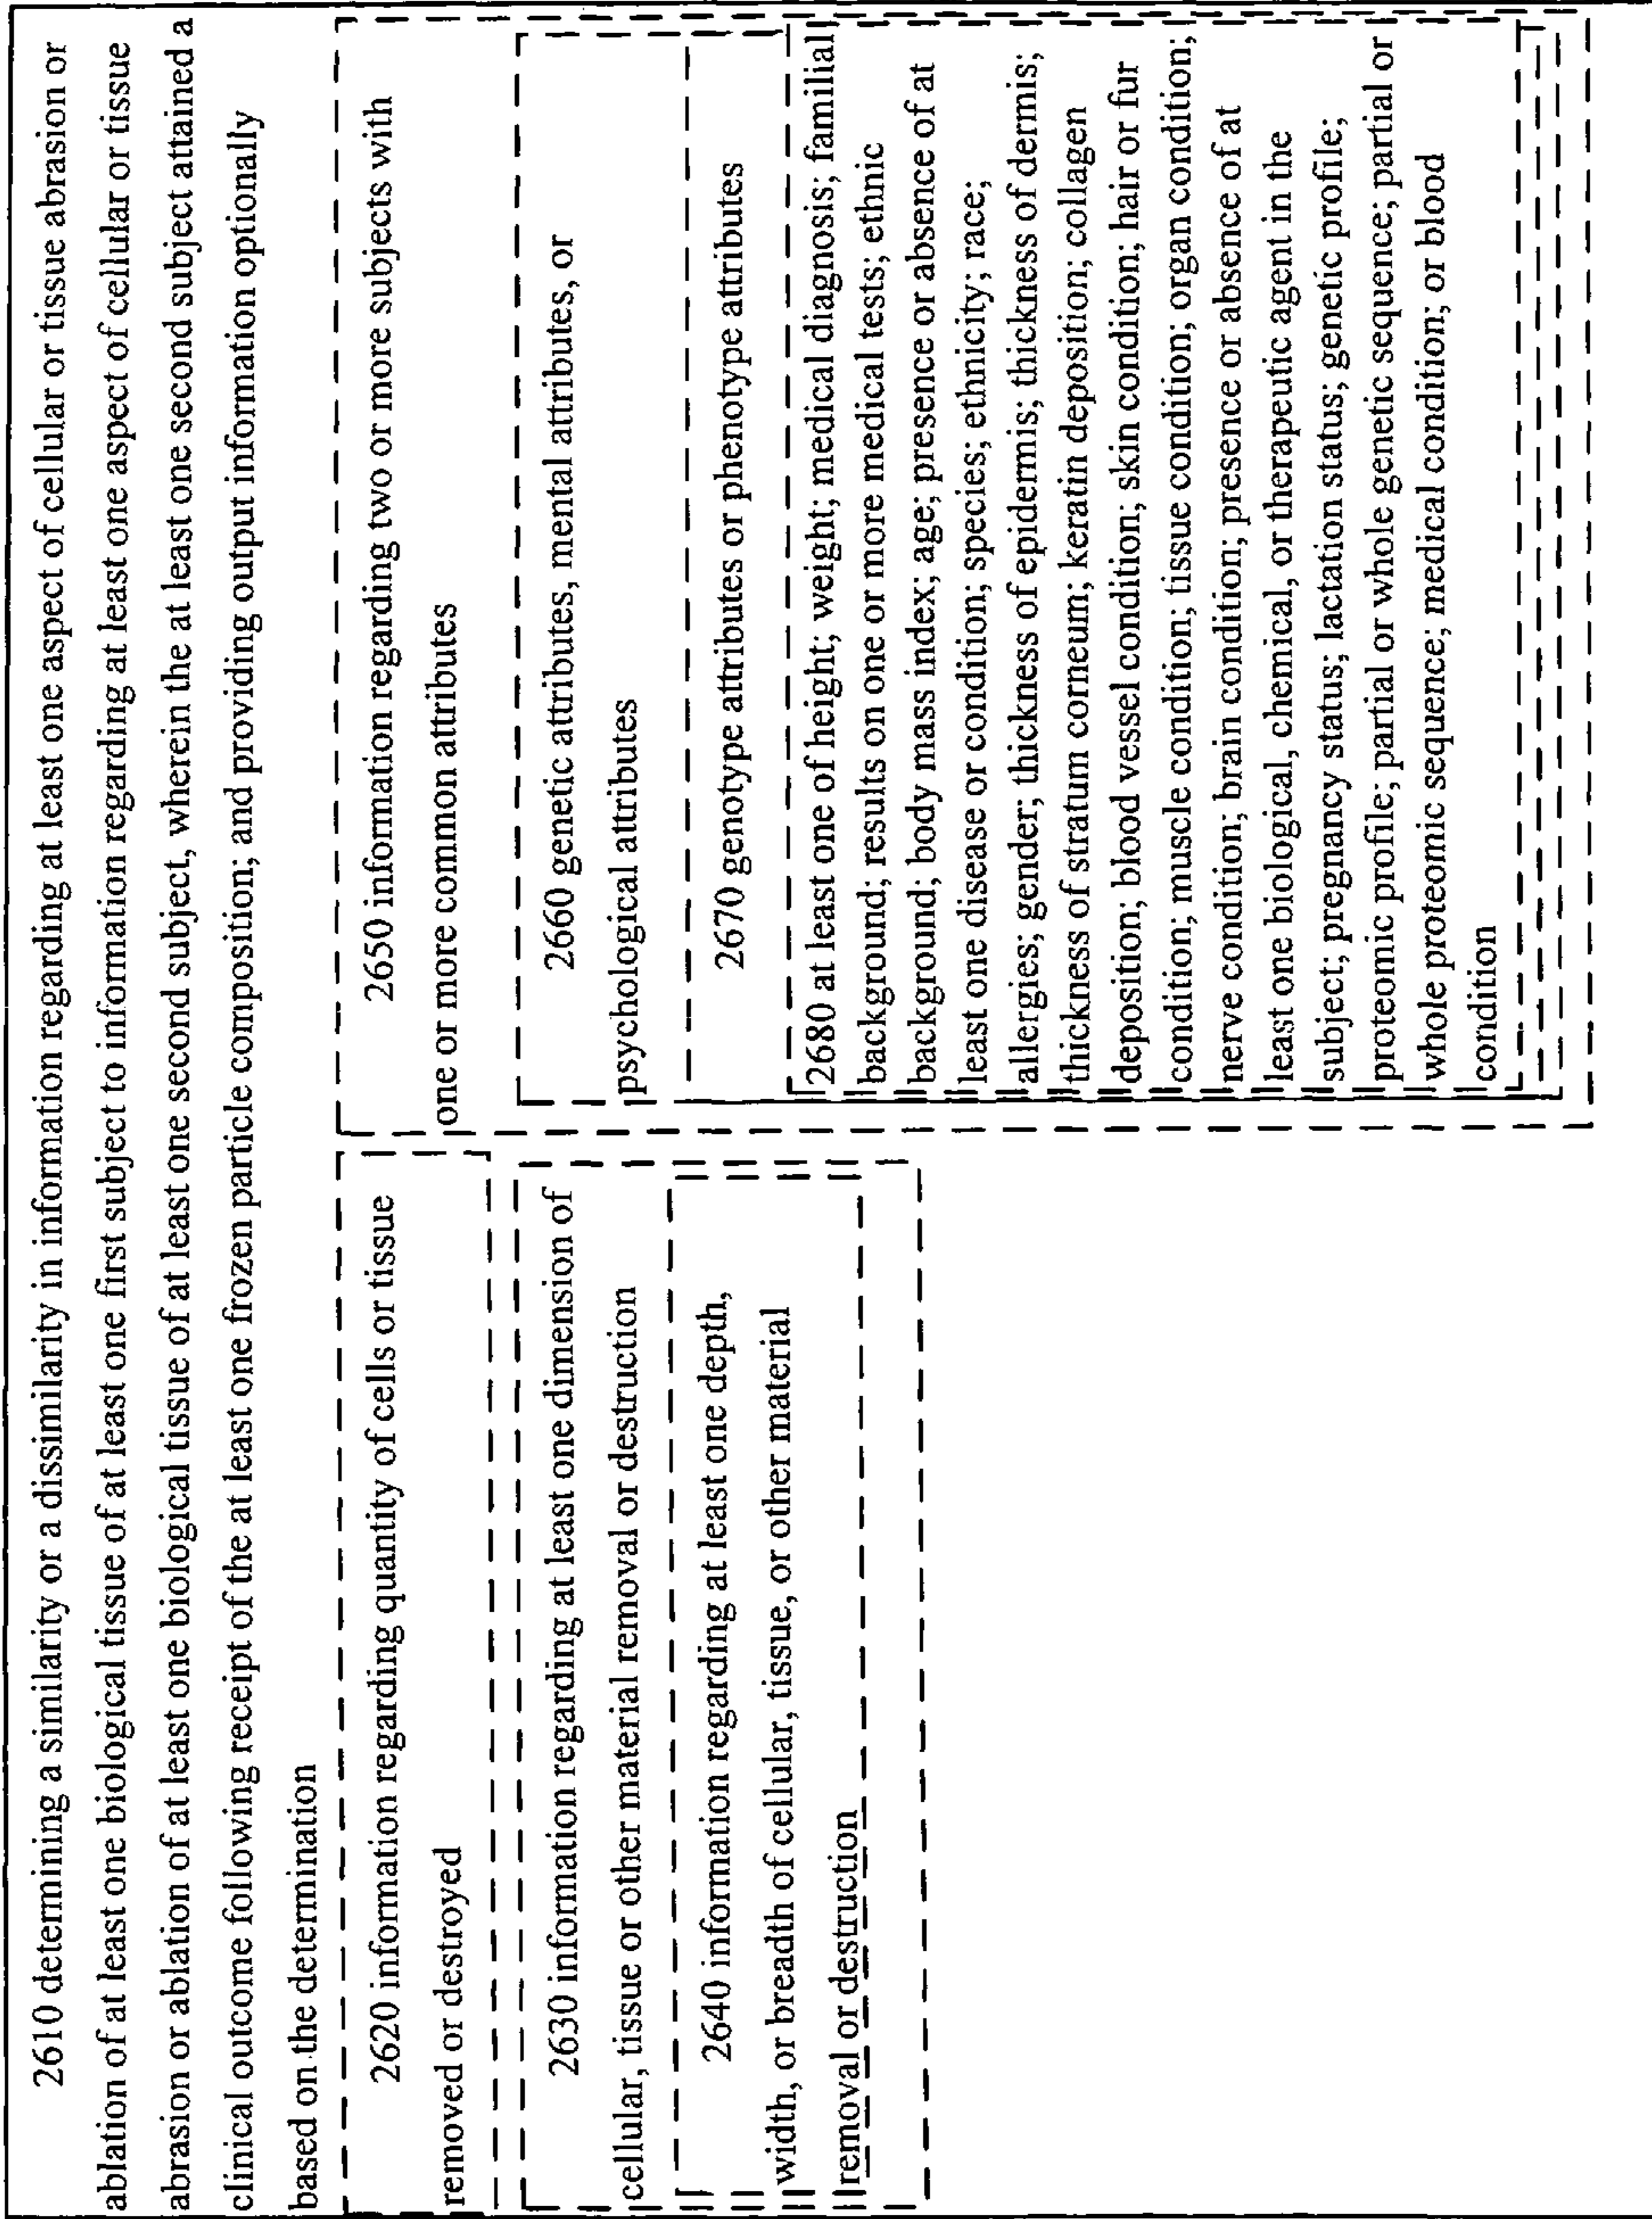 2610 determining a similarity or a dissimilarity in information regarding at least one aspect of cellular or tissue abrasion or
ablation of at least one biological tissue of at least one first subject to information regarding at least one aspect of cellular or tissue
abrasion or ablation of at least one biological tissue of at least one second subject, wherein the at least one second subject attained a
clinical outcome following receipt of the at least one frozen particle composition; and providing output information optionally
based on the determination
2620 information regarding quantity of cells or tissue
removed or destroyed
2630 information regarding at least one dimension of
cellular, tissue or other material removal or destruction
2640 information regarding at least one depth,
width, or breadth of cellular, tissue, or other material
removal or destruction
2650 information regarding two or more subjects with
one or more common attributes
2660 genetic attributes, mental attributes, or
psychological attributes
2670 genotype attributes or phenotype attributes
2680 at least one of height; weight; medical diagnosis; familial
background; results on one or more medical tests; ethnic
background; body mass index; age; presence or absence of at
least one disease or condition; species; ethnicity; race;
allergies; gender; thickness of epidermis; thickness of dermis;
thickness of stratum corneum; keratin deposition; collagen
deposition; blood vessel condition; skin condition; hair or fur
condition; muscle condition; tissue condition; organ condition;
nerve condition; brain condition; presence or absence of at
least one biological, chemical, or therapeutic agent in the
subject; pregnancy status; lactation status; genetic profile;
proteomic profile; partial or whole genetic sequence; partial or
whole proteomic sequence; medical condition; or blood
condition